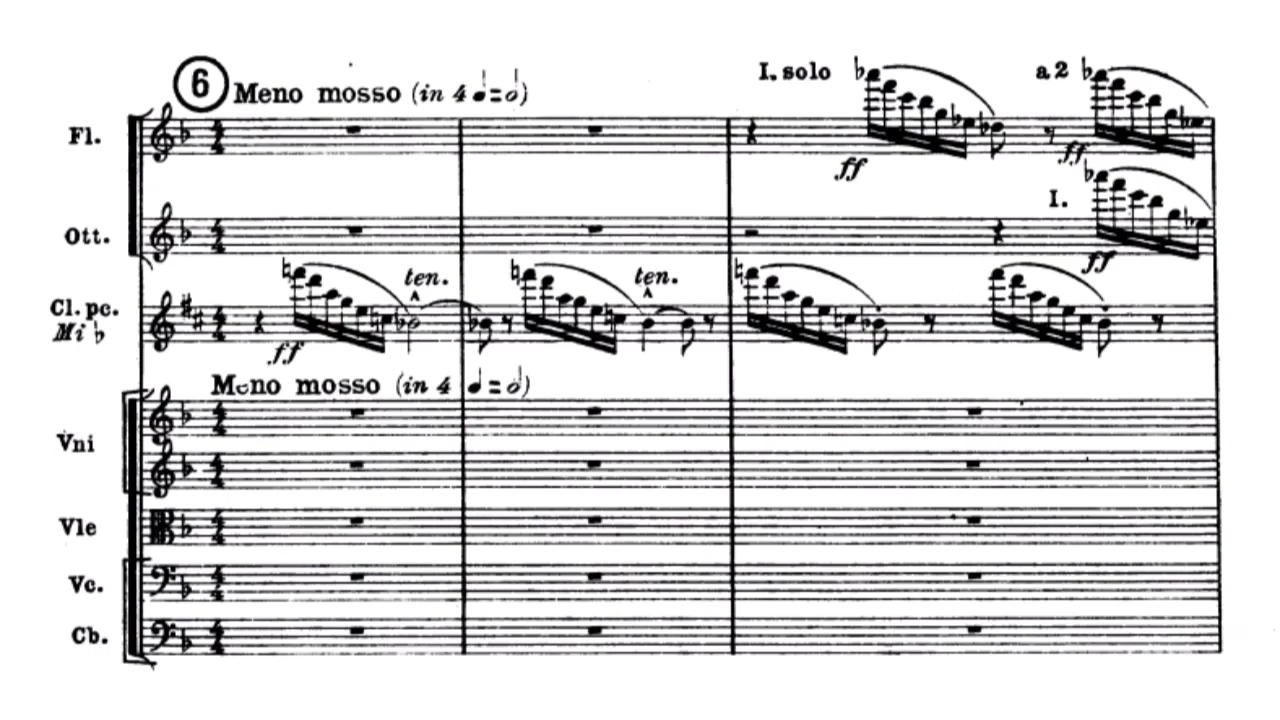 6 Meno mosso (in 4 ♩=𝅗𝅥)
I. solo a 2
Fl.
ff ff
I.
Ott.
ff
ten. ten.
Cl. pc.
Mi ♭
ff
Meno mosso (in 4 ♩=𝅗𝅥)
Vni
Vle
Vc.
Cb.